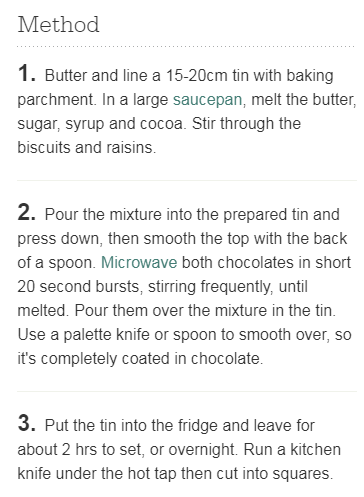 Method
1. Butter and line a 15-20cm tin with baking
parchment. In a large saucepan, melt the butter,
sugar, syrup and cocoa. Stir through the
biscuits and raisins.
2. Pour the mixture into the prepared tin and
press down, then smooth the top with the back
of a spoon. Microwave both chocolates in short
20 second bursts, stirring frequently, until
melted. Pour them over the mixture in the tin.
Use a palette knife or spoon to smooth over, so
it's completely coated in chocolate.
3. Put the tin into the fridge and leave for
about 2 hrs to set, or overnight. Run a kitchen
knife under the hot tap then cut into squares.